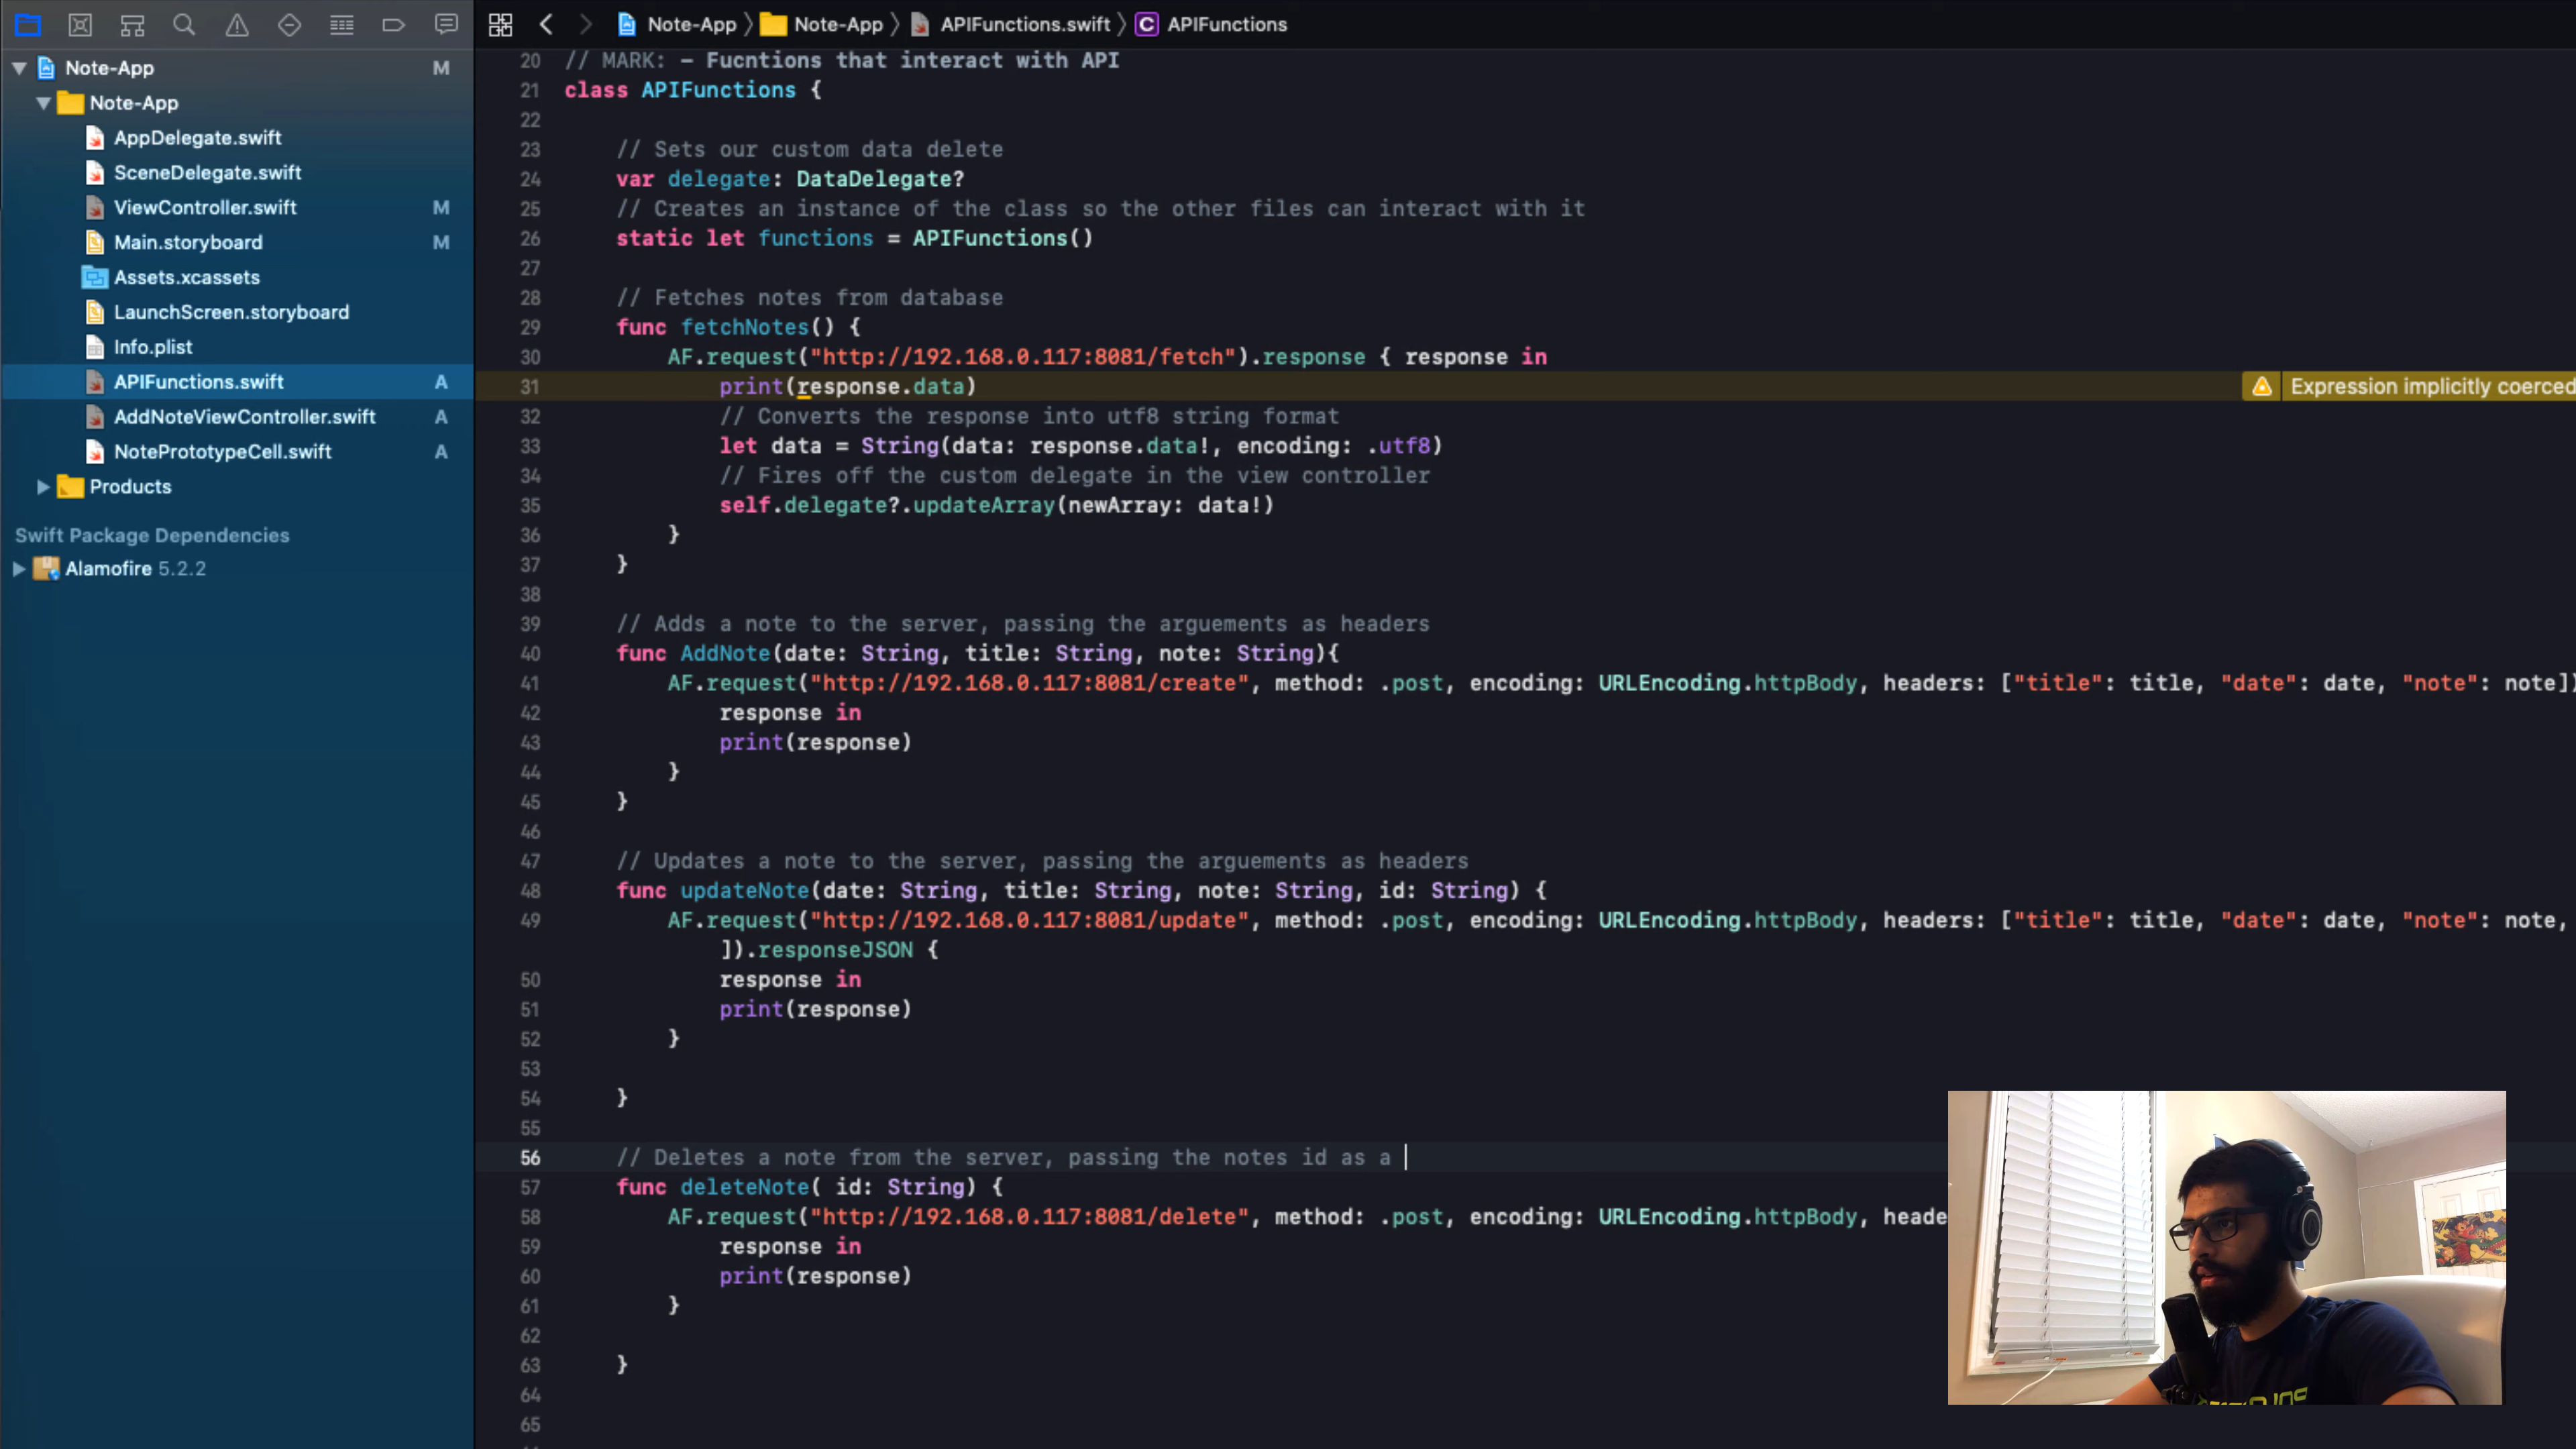 Note-App
Note-App
APIFunctions.swift
APIFunctions
Note-App M
Note-App
AppDelegate.swift
SceneDelegate.swift
ViewController.swift M
Main.storyboard M
Assets.xcassets
LaunchScreen.storyboard
Info.plist
APIFunctions.swift A
AddNoteViewController.swift A
NotePrototypeCell.swift A
Products
Swift Package Dependencies
Alamofire 5.2.2
20 // MARK: - Fucntions that interact with API
21 class APIFunctions {
22
23 // Sets our custom data delete
24 var delegate: DataDelegate?
25 // Creates an instance of the class so the other files can interact with it
26 static let functions = APIFunctions()
27
28 // Fetches notes from database
29 func fetchNotes() {
30 AF.request("http://192.168.0.117:8081/fetch").response { response in
31 print(response.data) Expression implicitly coerced
32 // Converts the response into utf8 string format
33 let data = String(data: response.data!, encoding: .utf8)
34 // Fires off the custom delegate in the view controller
35 self.delegate?.updateArray(newArray: data!)
36 }
37 }
38
39 // Adds a note to the server, passing the arguements as headers
40 func AddNote(date: String, title: String, note: String){
41 AF.request("http://192.168.0.117:8081/create", method: .post, encoding: URLEncoding.httpBody, headers: ["title": title, "date": date, "note": note])
42 response in
43 print(response)
44 }
45 }
46
47 // Updates a note to the server, passing the arguements as headers
48 func updateNote(date: String, title: String, note: String, id: String) {
49 AF.request("http://192.168.0.117:8081/update", method: .post, encoding: URLEncoding.httpBody, headers: ["title": title, "date": date, "note": note,
]).responseJSON {
50 response in
51 print(response)
52 }
53
54 }
55
56 // Deletes a note from the server, passing the notes id as a
57 func deleteNote( id: String) {
58 AF.request("http://192.168.0.117:8081/delete", method: .post, encoding: URLEncoding.httpBody, heade
59 response in
60 print(response)
61 }
62
63 }
64
65